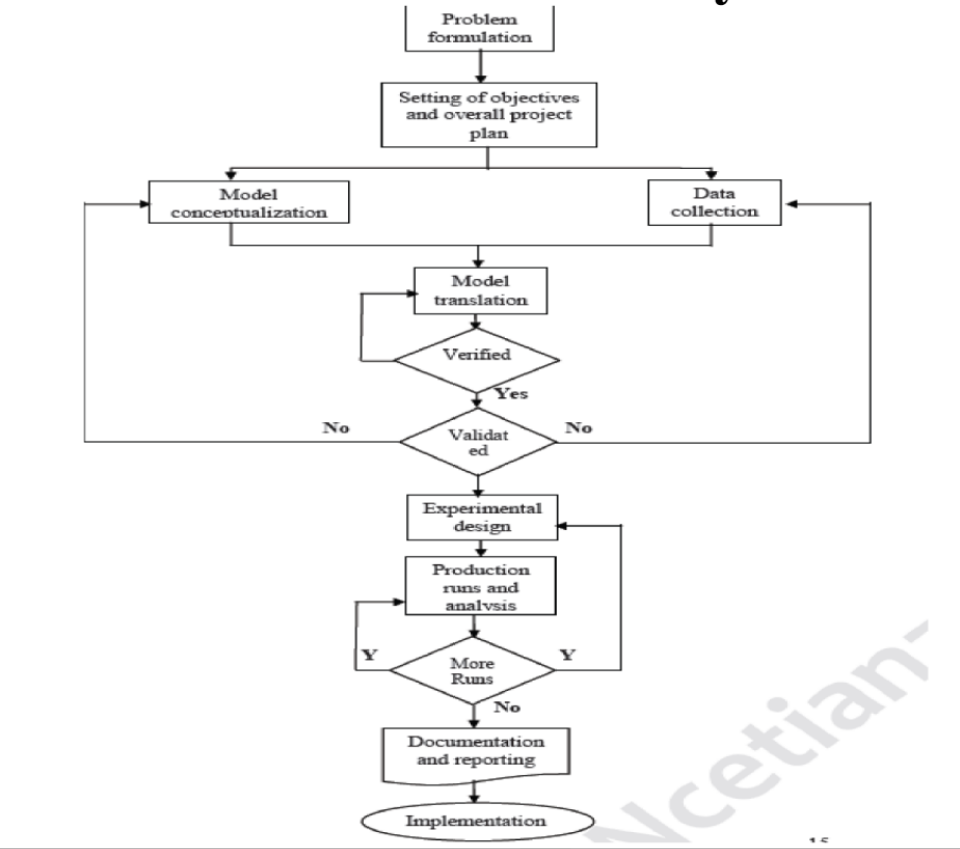 Problem
formulation
Setting of objectives
and overall project
plan
Model
conceptualization
Data
collection
Model
translation
Verified
Yes
No
Validat
ed
No
Experimental
design
Production
runs and
analysis
Y
More
Runs
Y
No
Documentation
and reporting
Implementation
Ncetian